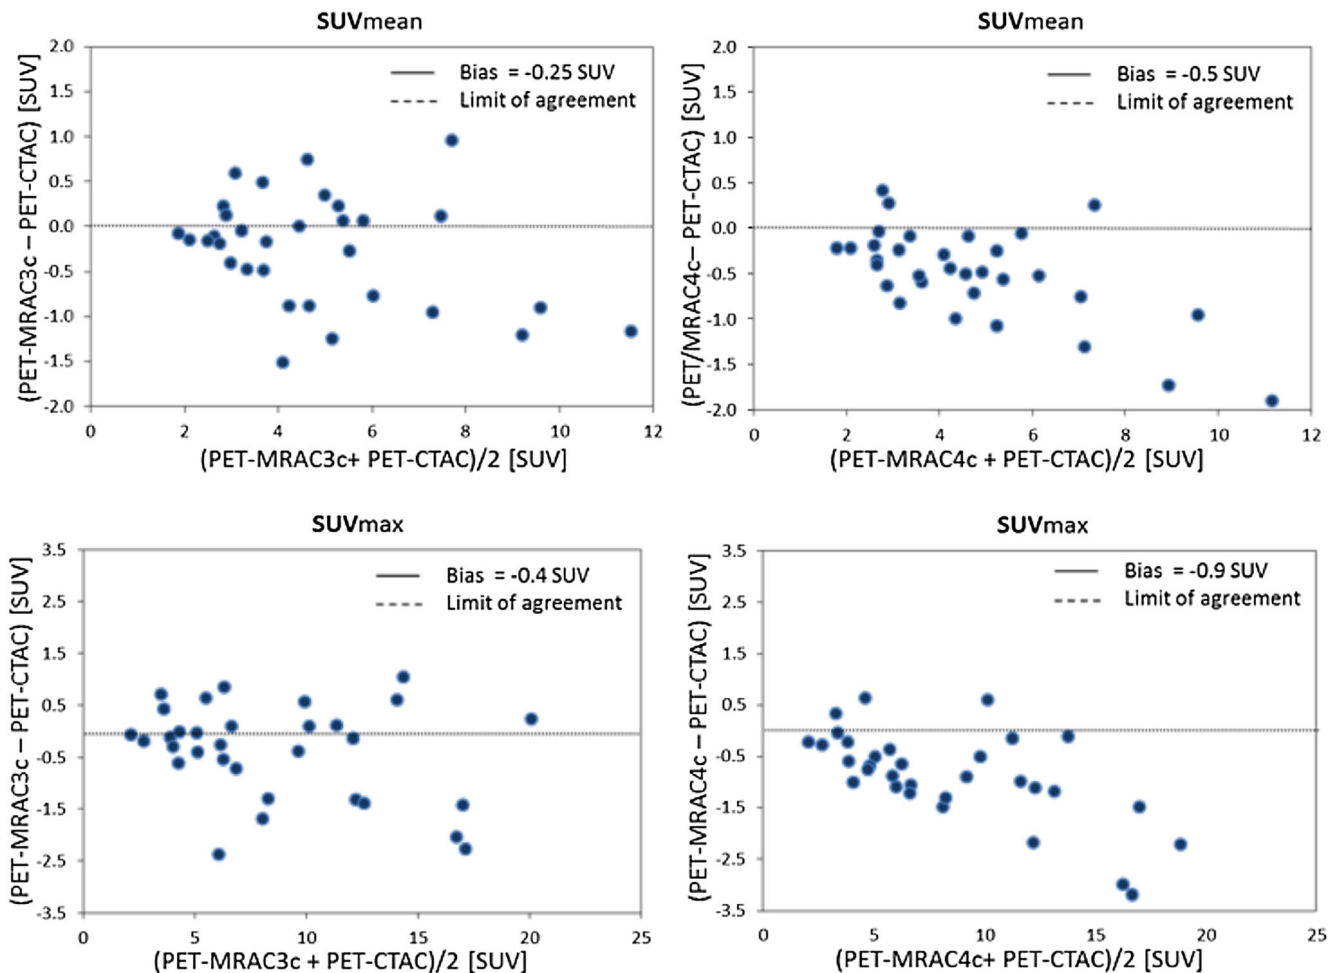 SUVmean
(PET-MRAC3c – PET-CTAC) [SUV]
2.0
1.5
1.0
0.5
0.0
-0.5
-1.0
-1.5
-2.0
Bias = -0.25 SUV
Limit of agreement
0 2 4 6 8 10 12
(PET-MRAC3c+ PET-CTAC)/2 [SUV]
SUVmean
(PET/MRAC4c– PET-CTAC) [SUV]
2.0
1.5
1.0
0.5
0.0
-0.5
-1.0
-1.5
-2.0
Bias = -0.5 SUV
Limit of agreement
0 2 4 6 8 10 12
(PET-MRAC4c + PET-CTAC)/2 [SUV]
SUVmax
(PET-MRAC3c – PET-CTAC) [SUV]
3.5
2.5
1.5
0.5
-0.5
-1.5
-2.5
-3.5
Bias = -0.4 SUV
Limit of agreement
0 5 10 15 20 25
(PET-MRAC3c + PET-CTAC)/2 [SUV]
SUVmax
(PET-MRAC4c – PET-CTAC) [SUV]
3.5
2.5
1.5
0.5
-0.5
-1.5
-2.5
-3.5
Bias = -0.9 SUV
Limit of agreement
0 5 10 15 20 25
(PET-MRAC4c+ PET-CTAC)/2 [SUV]